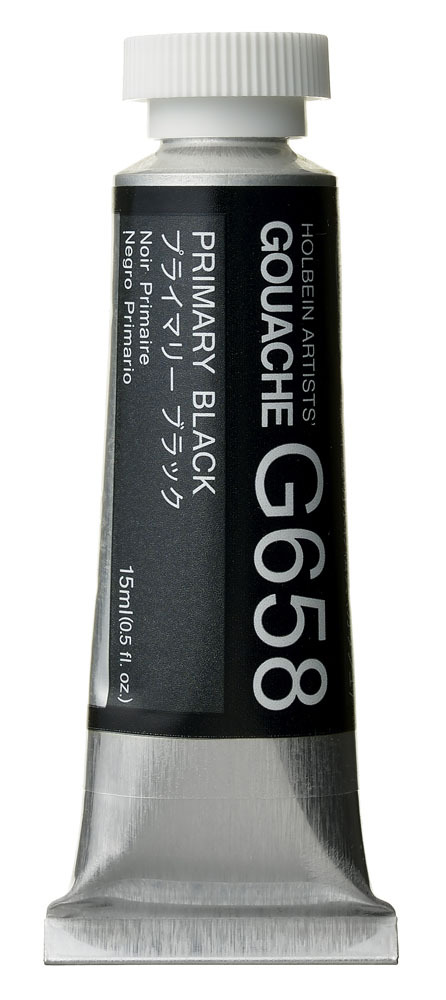 HOLBEIN ARTISTS'
GOUACHE G658
PRIMARY BLACK
プライマリー ブラック
Noir Primaire
Negro Primario
15ml(0.5 fl. oz.)